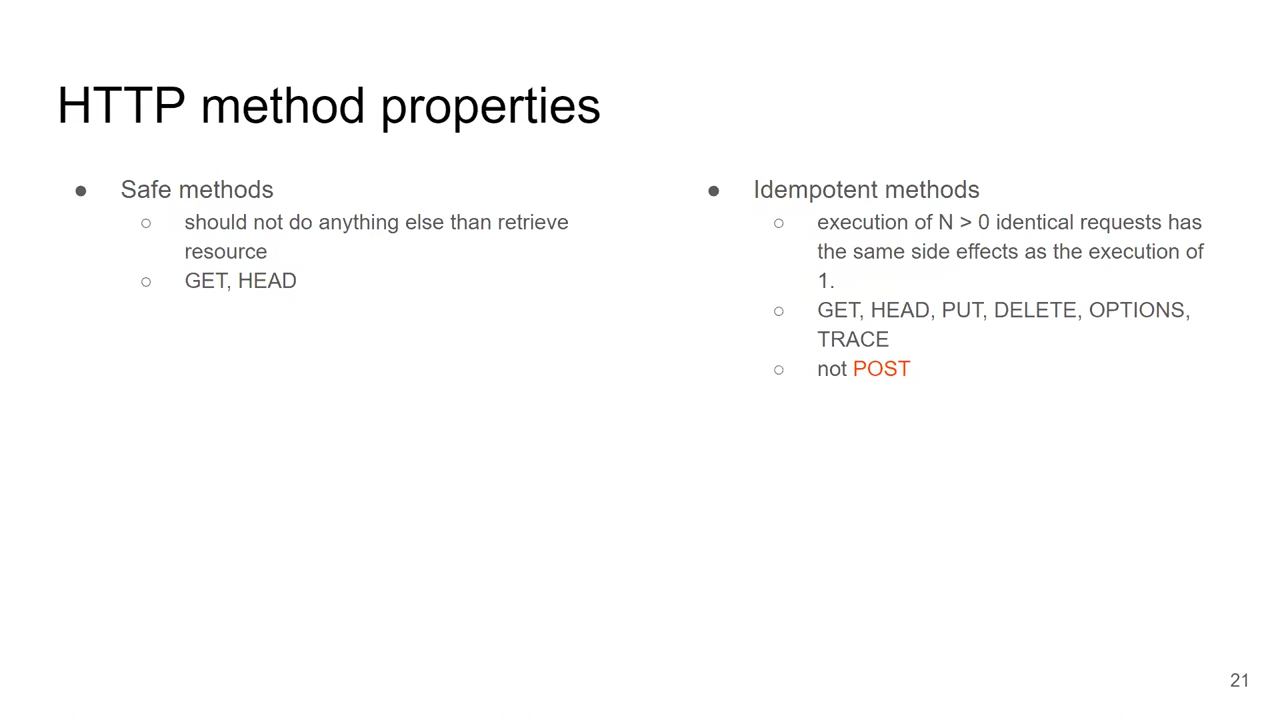 HTTP method properties
● Safe methods
○ should not do anything else than retrieve
resource
○ GET, HEAD
● Idempotent methods
○ execution of N > 0 identical requests has
the same side effects as the execution of
1.
○ GET, HEAD, PUT, DELETE, OPTIONS,
TRACE
○ not POST
21